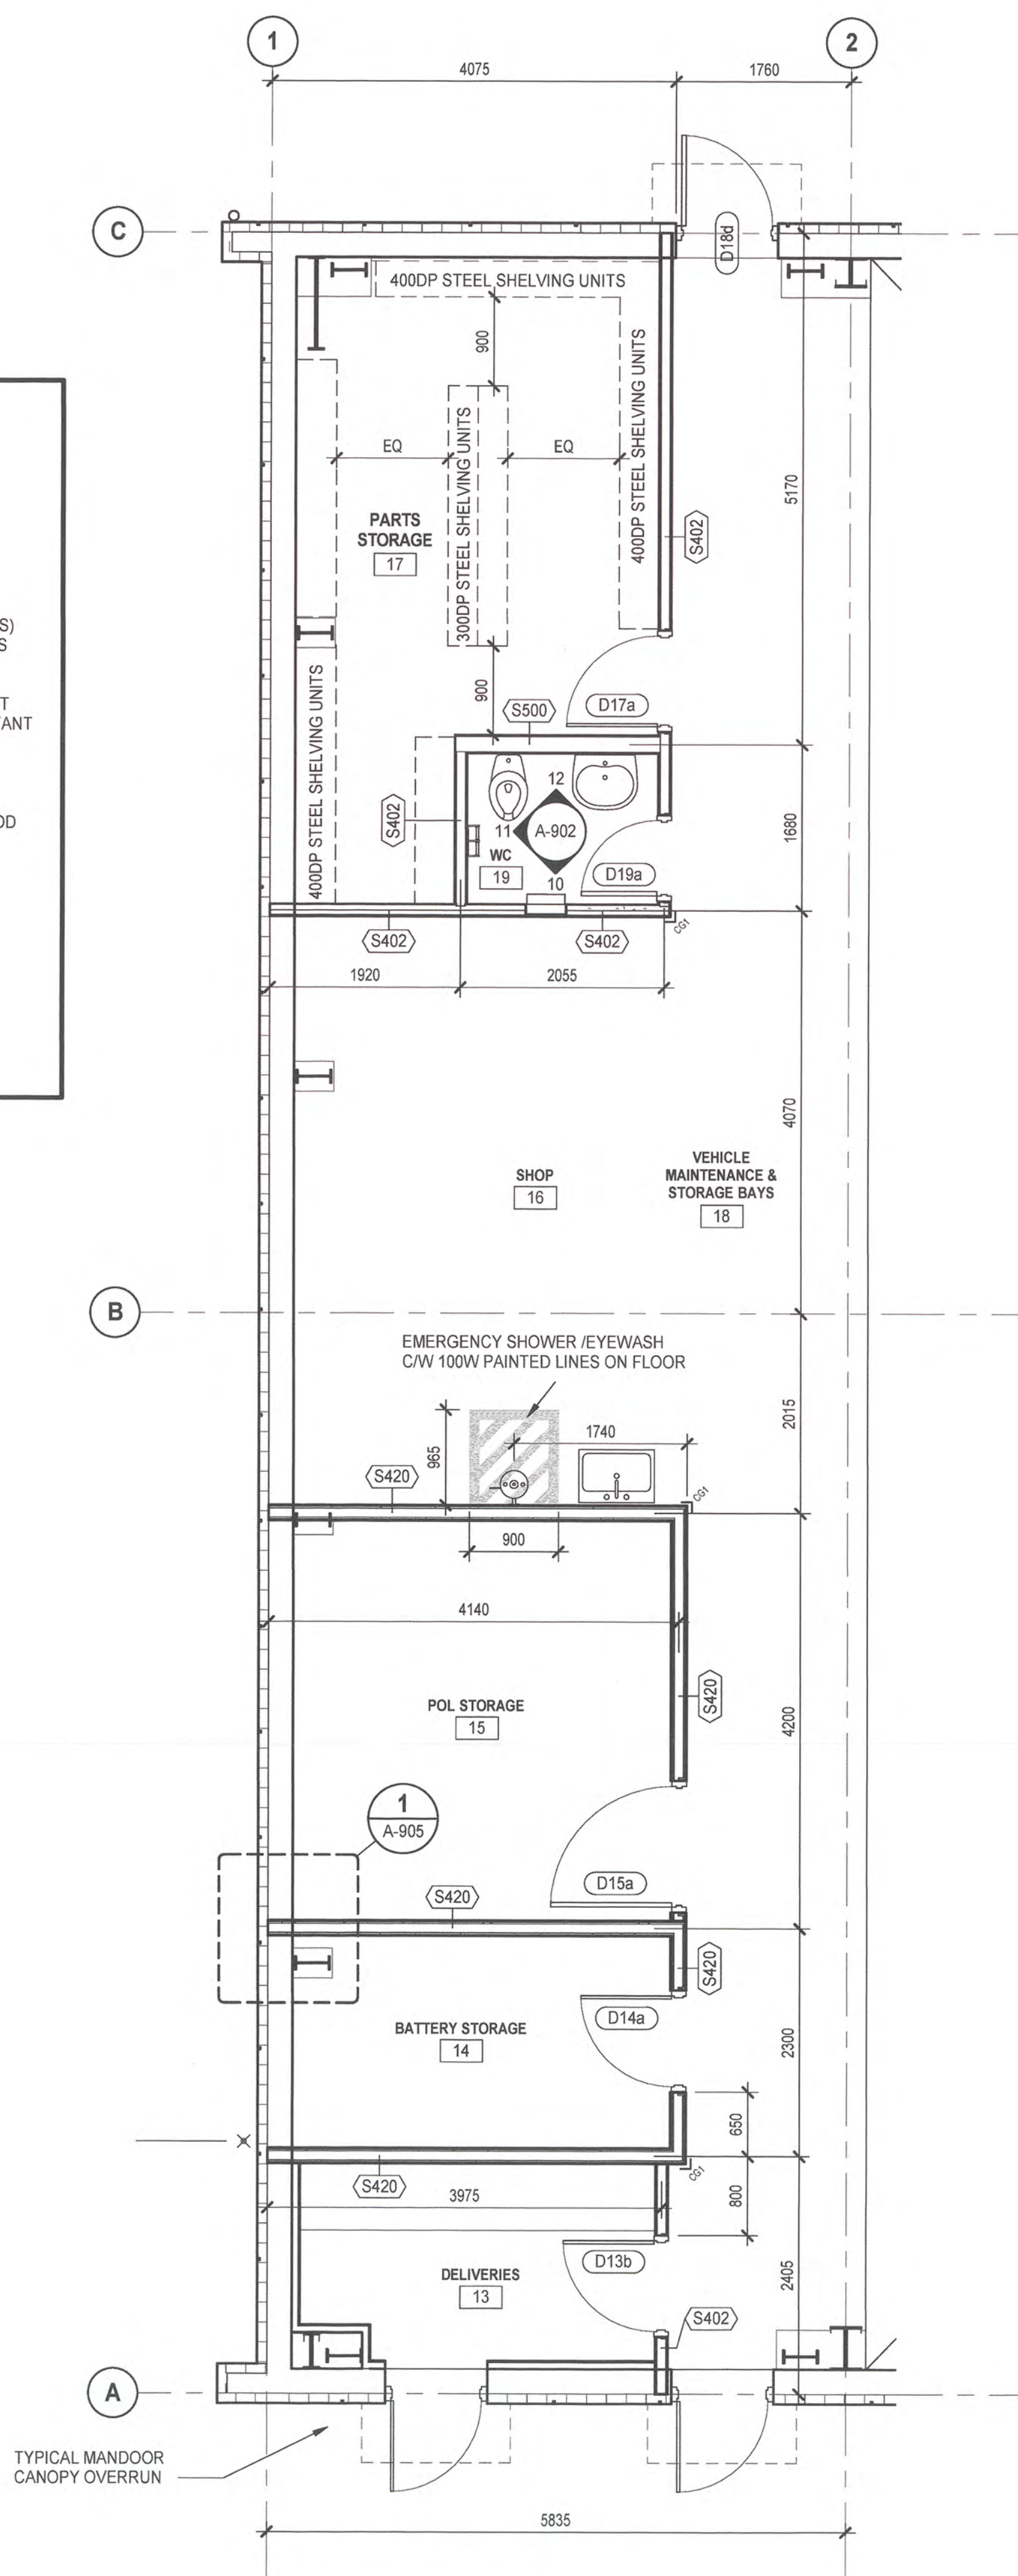 1
2
4075
1760
C
D18d
400DP STEEL SHELVING UNITS
900
400DP STEEL SHELVING UNITS
300DP STEEL SHELVING UNITS
EQ
EQ
5170
PARTS
STORAGE
17
S402
S)
S
T
TANT
OD
900
S500
D17a
400DP STEEL SHELVING UNITS
S402
12
11
A-902
WC
19
10
D19a
1680
CG1
S402
S402
1920
2055
4070
SHOP
16
VEHICLE
MAINTENANCE &
STORAGE BAYS
18
B
EMERGENCY SHOWER /EYEWASH
C/W 100W PAINTED LINES ON FLOOR
2015
1740
965
S420
CG1
900
4140
S420
POL STORAGE
15
4200
1
A-905
D15a
S420
S420
D14a
BATTERY STORAGE
14
2300
650
S420
CG1
3975
800
D13b
DELIVERIES
13
2405
S402
A
TYPICAL MANDOOR
CANOPY OVERRUN
5835